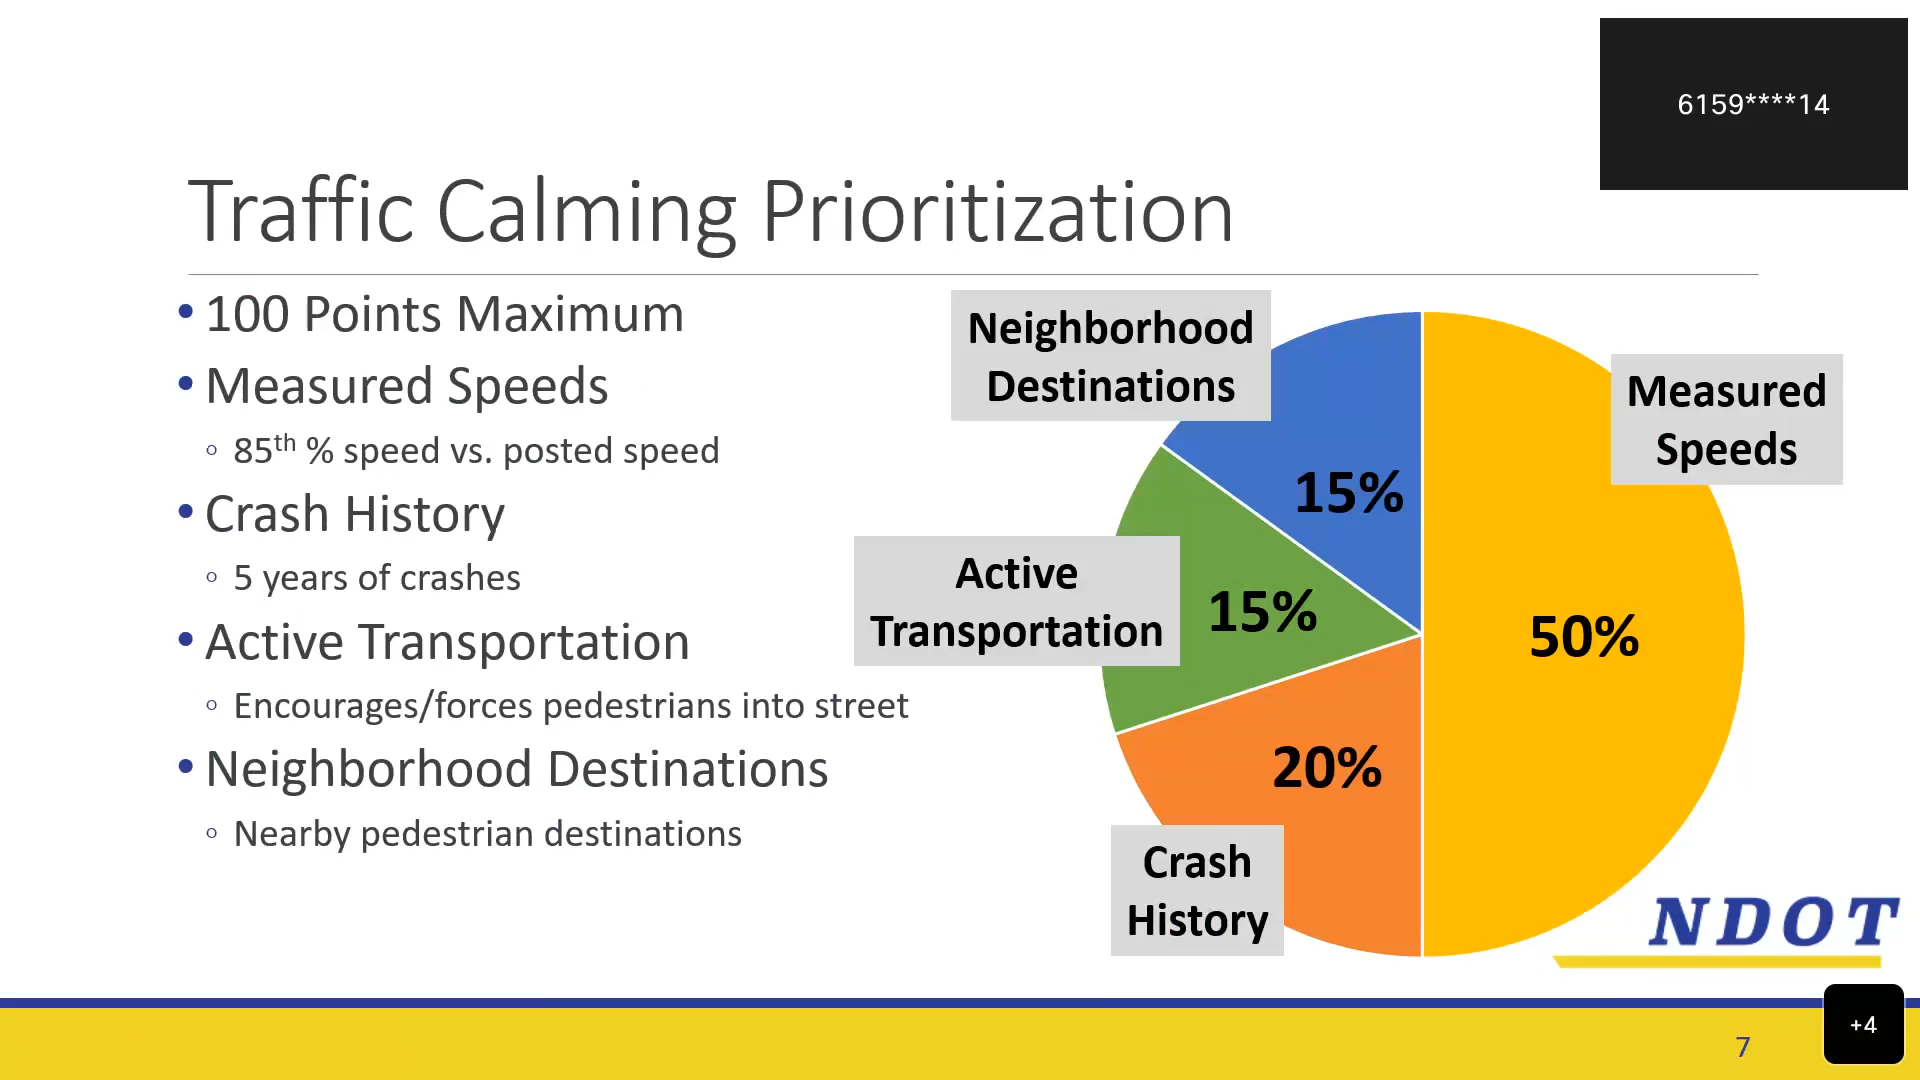 6159****14
Traffic Calming Prioritization
• 100 Points Maximum
• Measured Speeds
◦ 85th % speed vs. posted speed
• Crash History
◦ 5 years of crashes
• Active Transportation
◦ Encourages/forces pedestrians into street
• Neighborhood Destinations
◦ Nearby pedestrian destinations
Neighborhood
Destinations
Measured
Speeds
15%
Active
Transportation
15%
50%
20%
Crash
History
NDOT
7
+4